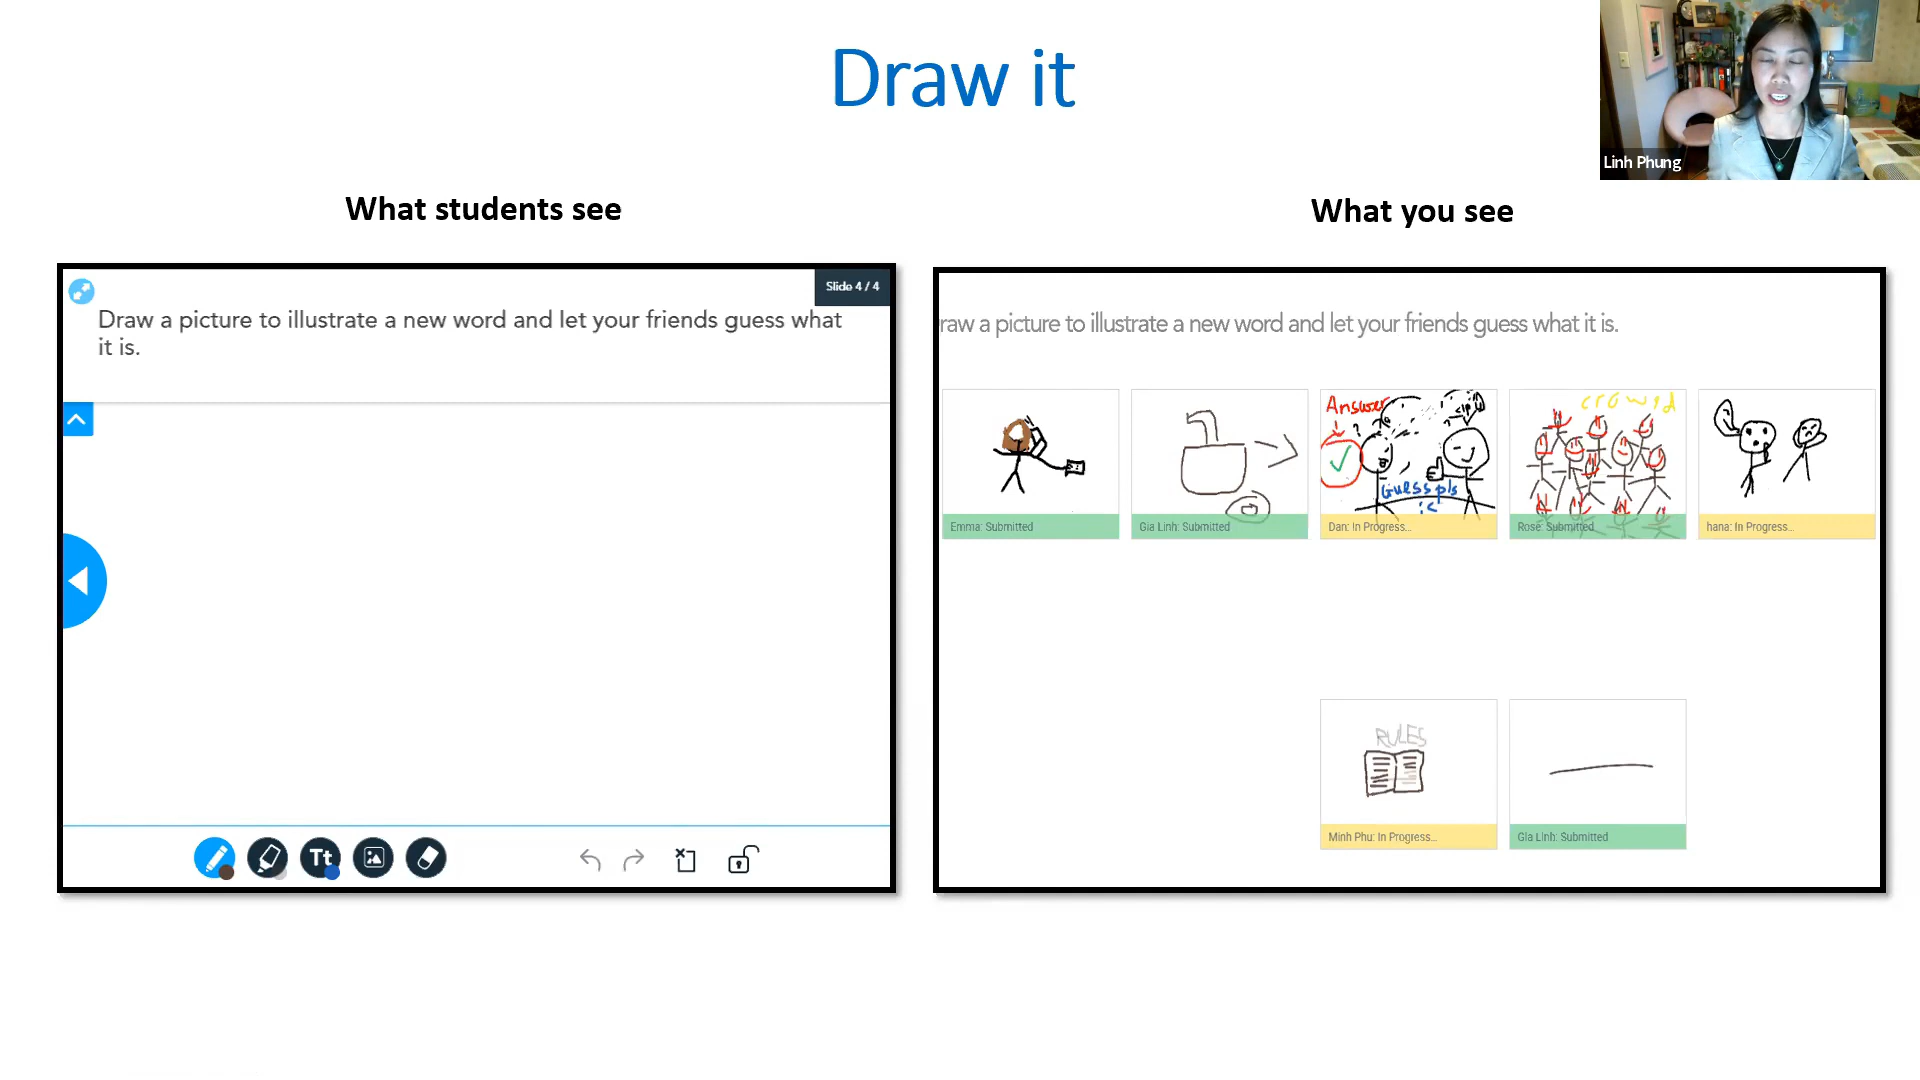 Draw it
Linh Phung
What students see
What you see
Slide 4 / 4
Draw a picture to illustrate a new word and let your friends guess what
it is.
Tt
raw a picture to illustrate a new word and let your friends guess what it is.
Answer
Guess pls
crowd
Emma: Submitted
Gia Linh: Submitted
Dan: In Progress...
Rose: Submitted
hana: In Progress...
RULES
Minh Phu: In Progress...
Gia Linh: Submitted